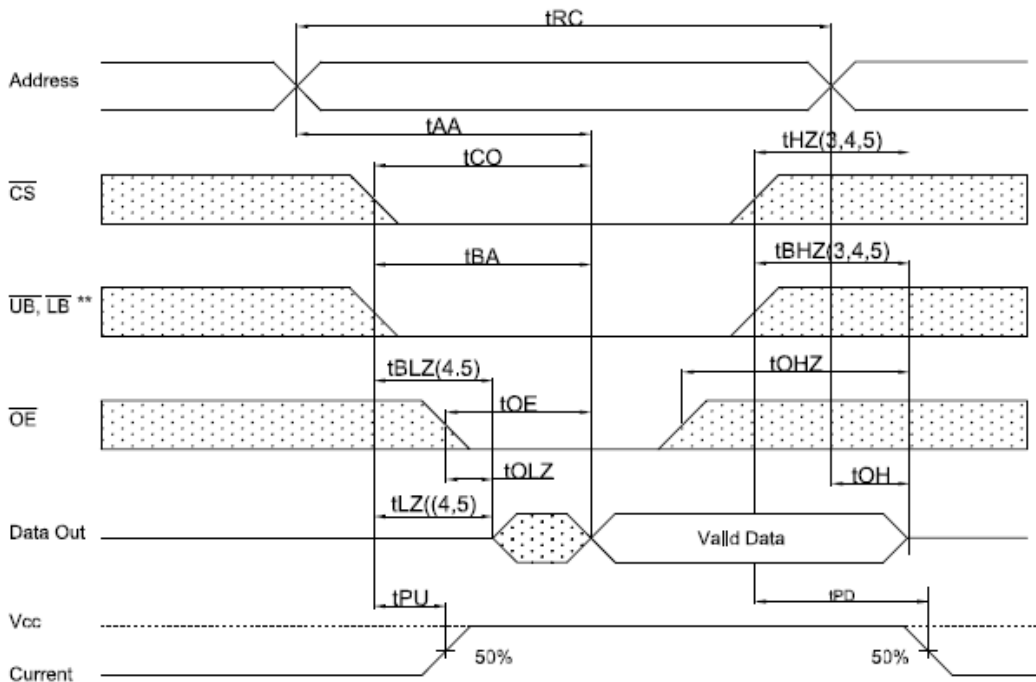 tRC
Address
tAA
tHZ(3,4,5)
tCO
CS
tBA
tBHZ(3,4,5)
UB, LB **
tBLZ(4.5)
tOHZ
tOE
OE
tOLZ
tOH
tLZ((4,5)
Data Out
Valid Data
tPU
tPD
Vcc
50%
50%
Current